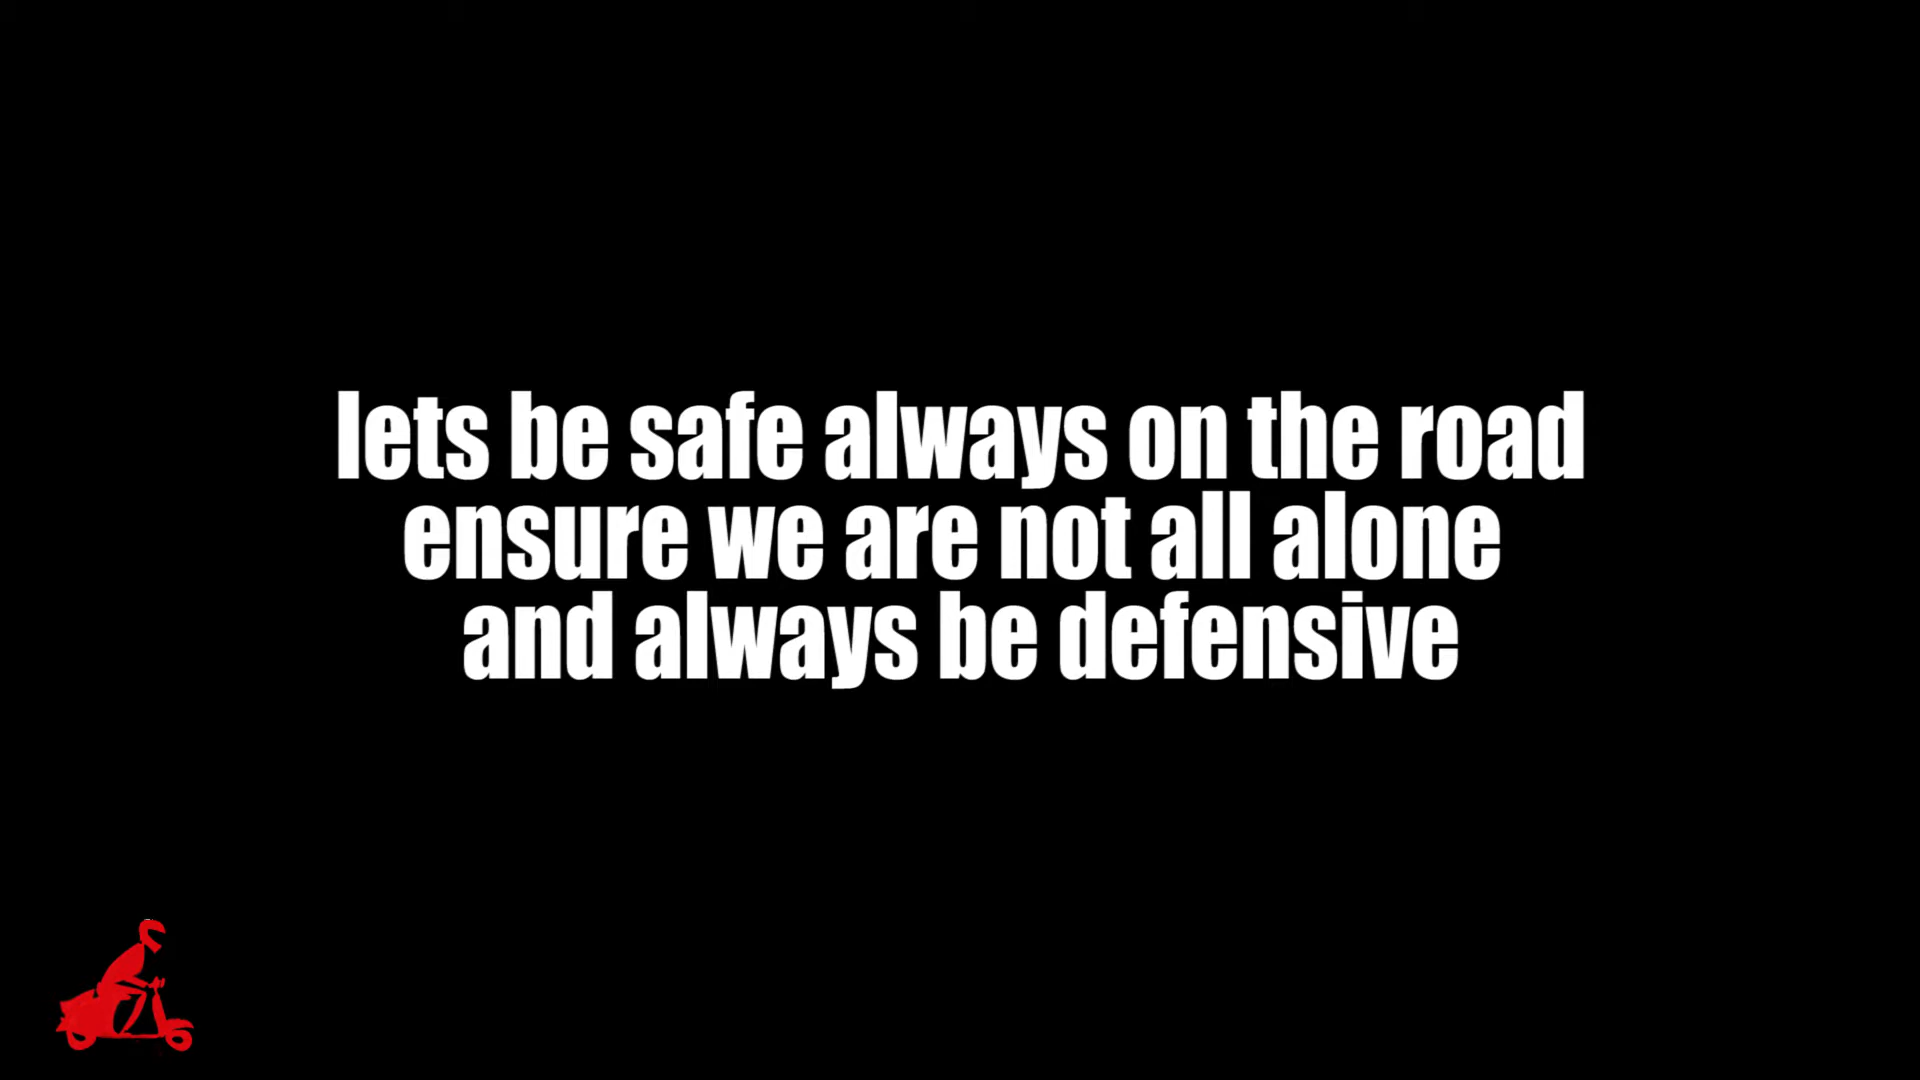 lets be safe always on the road
ensure we are not all alone
and always be defensive